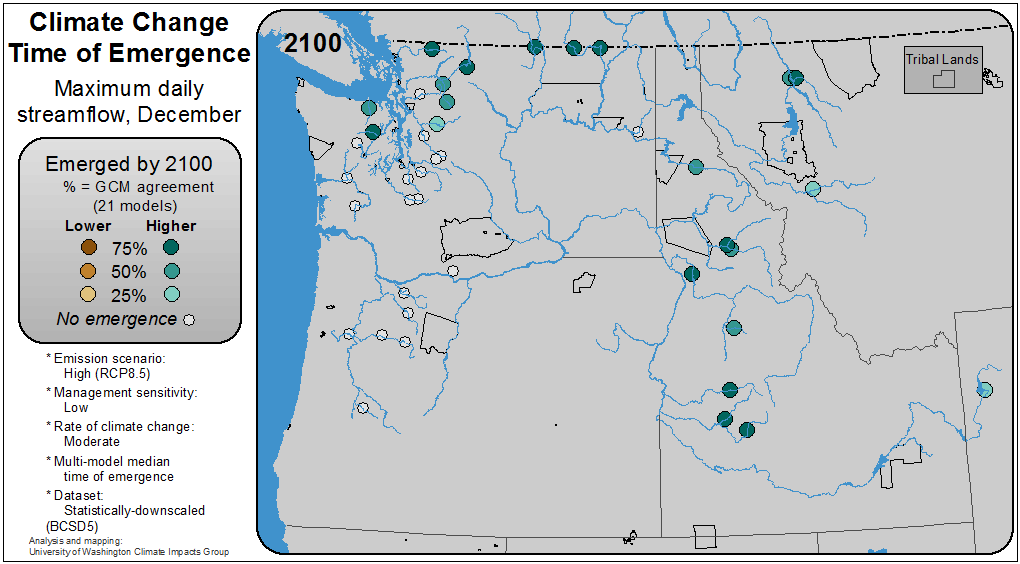 Climate Change
Time of Emergence
Maximum daily
streamflow, December
Emerged by 2100
% = GCM agreement
(21 models)
Lower Higher
75%
50%
25%
No emergence
* Emission scenario:
High (RCP8.5)
* Management sensitivity:
Low
* Rate of climate change:
Moderate
* Multi-model median
time of emergence
* Dataset:
Statistically-downscaled
(BCSD5)
Analysis and mapping:
University of Washington Climate Impacts Group
2100
Tribal Lands